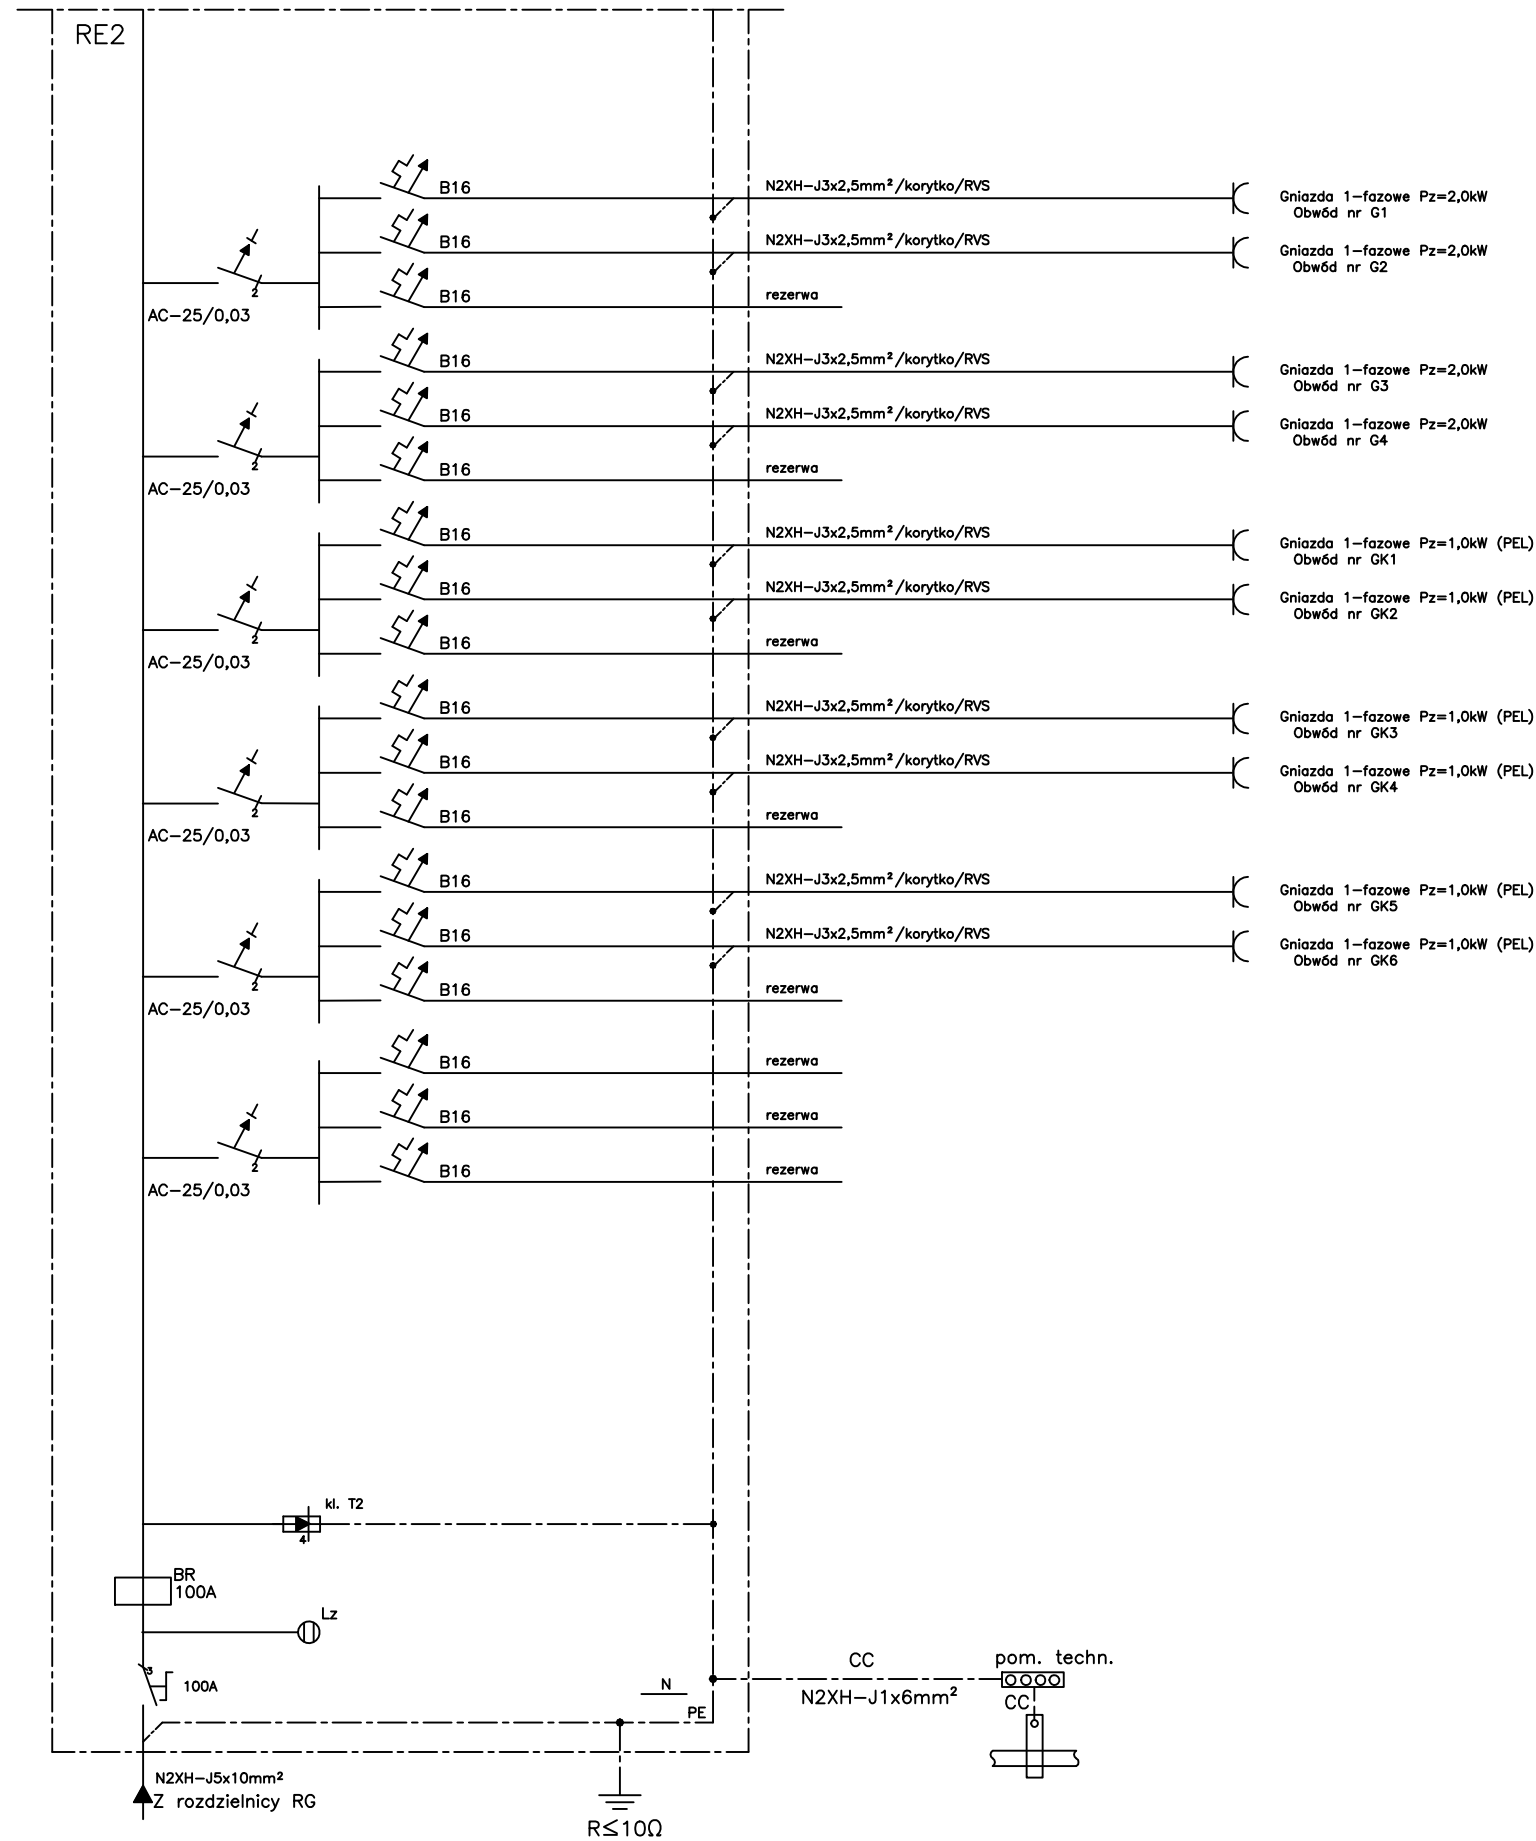 RE2
B16
N2XH-J3x2,5mm²/korytko/RVS
Gniazda 1-fazowe Pz=2,0kW
Obwód nr G1
B16
N2XH-J3x2,5mm²/korytko/RVS
Gniazda 1-fazowe Pz=2,0kW
Obwód nr G2
2
B16
rezerwa
AC-25/0,03
B16
N2XH-J3x2,5mm²/korytko/RVS
Gniazda 1-fazowe Pz=2,0kW
Obwód nr G3
B16
N2XH-J3x2,5mm²/korytko/RVS
Gniazda 1-fazowe Pz=2,0kW
Obwód nr G4
2
B16
rezerwa
AC-25/0,03
B16
N2XH-J3x2,5mm²/korytko/RVS
Gniazda 1-fazowe Pz=1,0kW (PEL)
Obwód nr GK1
B16
N2XH-J3x2,5mm²/korytko/RVS
Gniazda 1-fazowe Pz=1,0kW (PEL)
Obwód nr GK2
2
B16
rezerwa
AC-25/0,03
B16
N2XH-J3x2,5mm²/korytko/RVS
Gniazda 1-fazowe Pz=1,0kW (PEL)
Obwód nr GK3
B16
N2XH-J3x2,5mm²/korytko/RVS
Gniazda 1-fazowe Pz=1,0kW (PEL)
Obwód nr GK4
2
B16
rezerwa
AC-25/0,03
B16
N2XH-J3x2,5mm²/korytko/RVS
Gniazda 1-fazowe Pz=1,0kW (PEL)
Obwód nr GK5
B16
N2XH-J3x2,5mm²/korytko/RVS
Gniazda 1-fazowe Pz=1,0kW (PEL)
Obwód nr GK6
2
B16
rezerwa
AC-25/0,03
B16
rezerwa
B16
rezerwa
2
B16
rezerwa
AC-25/0,03
kl. T2
4
BR
100A
Lz
3
100A
N
PE
CC
N2XH-J1x6mm²
pom. techn.
CC
N2XH-J5x10mm²
Z rozdzielnicy RG
R≤10Ω